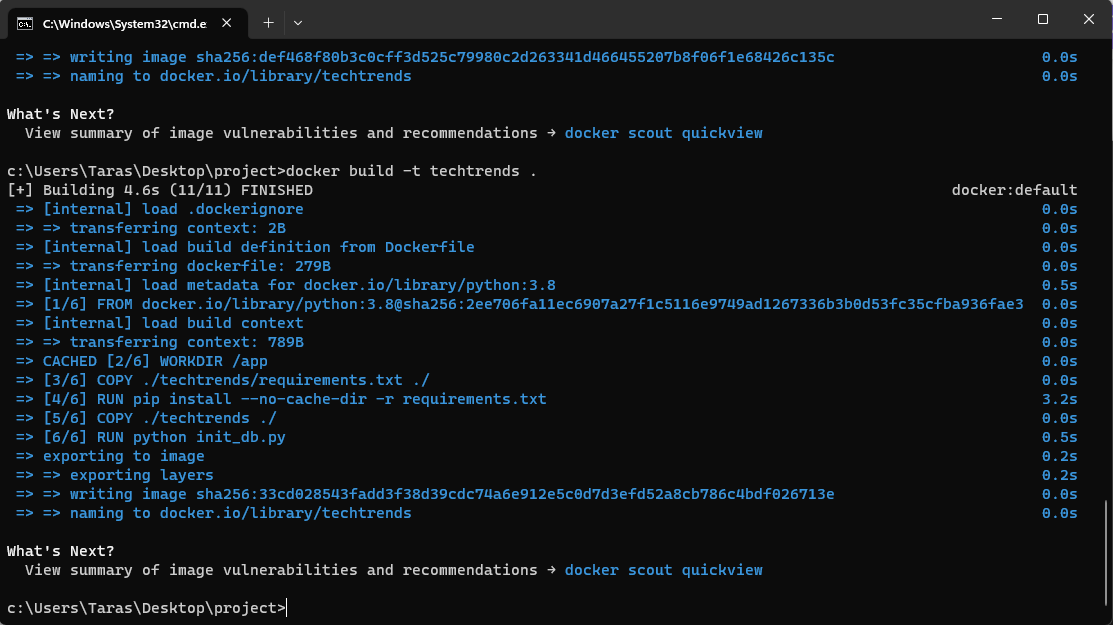 C:\Windows\System32\cmd.e
=> => writing image sha256:def468f80b3c0cff3d525c79980c2d263341d466455207b8f06f1e68426c135c 0.0s
=> => naming to docker.io/library/techtrends 0.0s
What's Next?
View summary of image vulnerabilities and recommendations → docker scout quickview
c:\Users\Taras\Desktop\project>docker build -t techtrends .
[+] Building 4.6s (11/11) FINISHED docker:default
=> [internal] load .dockerignore 0.0s
=> => transferring context: 2B 0.0s
=> [internal] load build definition from Dockerfile 0.0s
=> => transferring dockerfile: 279B 0.0s
=> [internal] load metadata for docker.io/library/python:3.8 0.5s
=> [1/6] FROM docker.io/library/python:3.8@sha256:2ee706fa11ec6907a27f1c5116e9749ad1267336b3b0d53fc35cfba936fae3 0.0s
=> [internal] load build context 0.0s
=> => transferring context: 789B 0.0s
=> CACHED [2/6] WORKDIR /app 0.0s
=> [3/6] COPY ./techtrends/requirements.txt ./ 0.0s
=> [4/6] RUN pip install --no-cache-dir -r requirements.txt 3.2s
=> [5/6] COPY ./techtrends ./ 0.0s
=> [6/6] RUN python init_db.py 0.5s
=> exporting to image 0.2s
=> => exporting layers 0.2s
=> => writing image sha256:33cd028543fadd3f38d39cdc74a6e912e5c0d7d3efd52a8cb786c4bdf026713e 0.0s
=> => naming to docker.io/library/techtrends 0.0s
What's Next?
View summary of image vulnerabilities and recommendations → docker scout quickview
c:\Users\Taras\Desktop\project>